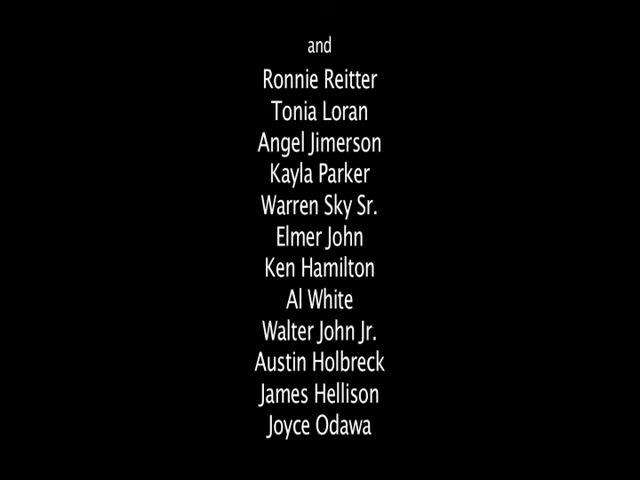 and
Ronnie Reitter
Tonia Loran
Angel Jimerson
Kayla Parker
Warren Sky Sr.
Elmer John
Ken Hamilton
Al White
Walter John Jr.
Austin Holbreck
James Hellison
Joyce Odawa